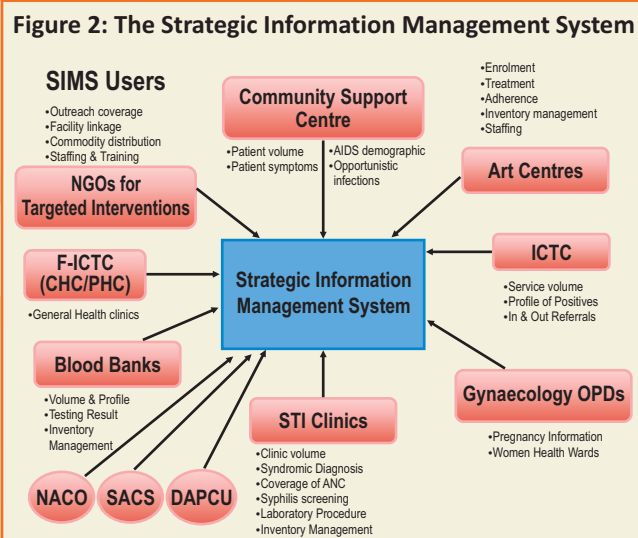 Figure 2: The Strategic Information Management System
SIMS Users
•Outreach coverage
•Facility linkage
•Commodity distribution
•Staffing & Training
NGOs for
Targeted Interventions
Community Support
Centre
•Patient volume
•Patient symptoms
•AIDS demographic
•Opportunistic
infections
•Enrolment
•Treatment
•Adherence
•Inventory management
•Staffing
Art Centres
F-ICTC
(CHC/PHC)
•General Health clinics
Strategic Information
Management System
ICTC
•Service volume
•Profile of Positives
•In & Out Referrals
Blood Banks
•Volume & Profile
•Testing Result
•Inventory
Management
STI Clinics
•Clinic volume
•Syndromic Diagnosis
•Coverage of ANC
•Syphilis screening
•Laboratory Procedure
•Inventory Management
Gynaecology OPDs
•Pregnancy Information
•Women Health Wards
NACO
SACS
DAPCU